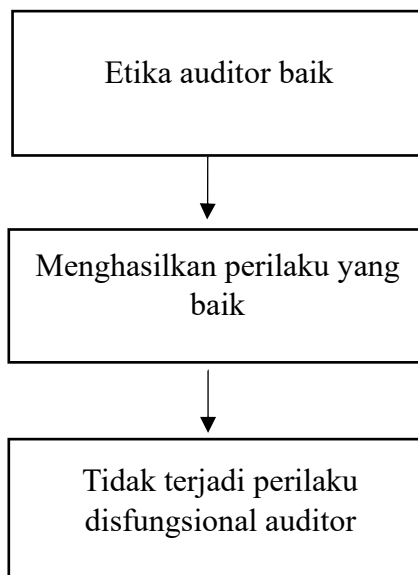 Etika auditor baik
Menghasilkan perilaku yang
baik
Tidak terjadi perilaku
disfungsional auditor